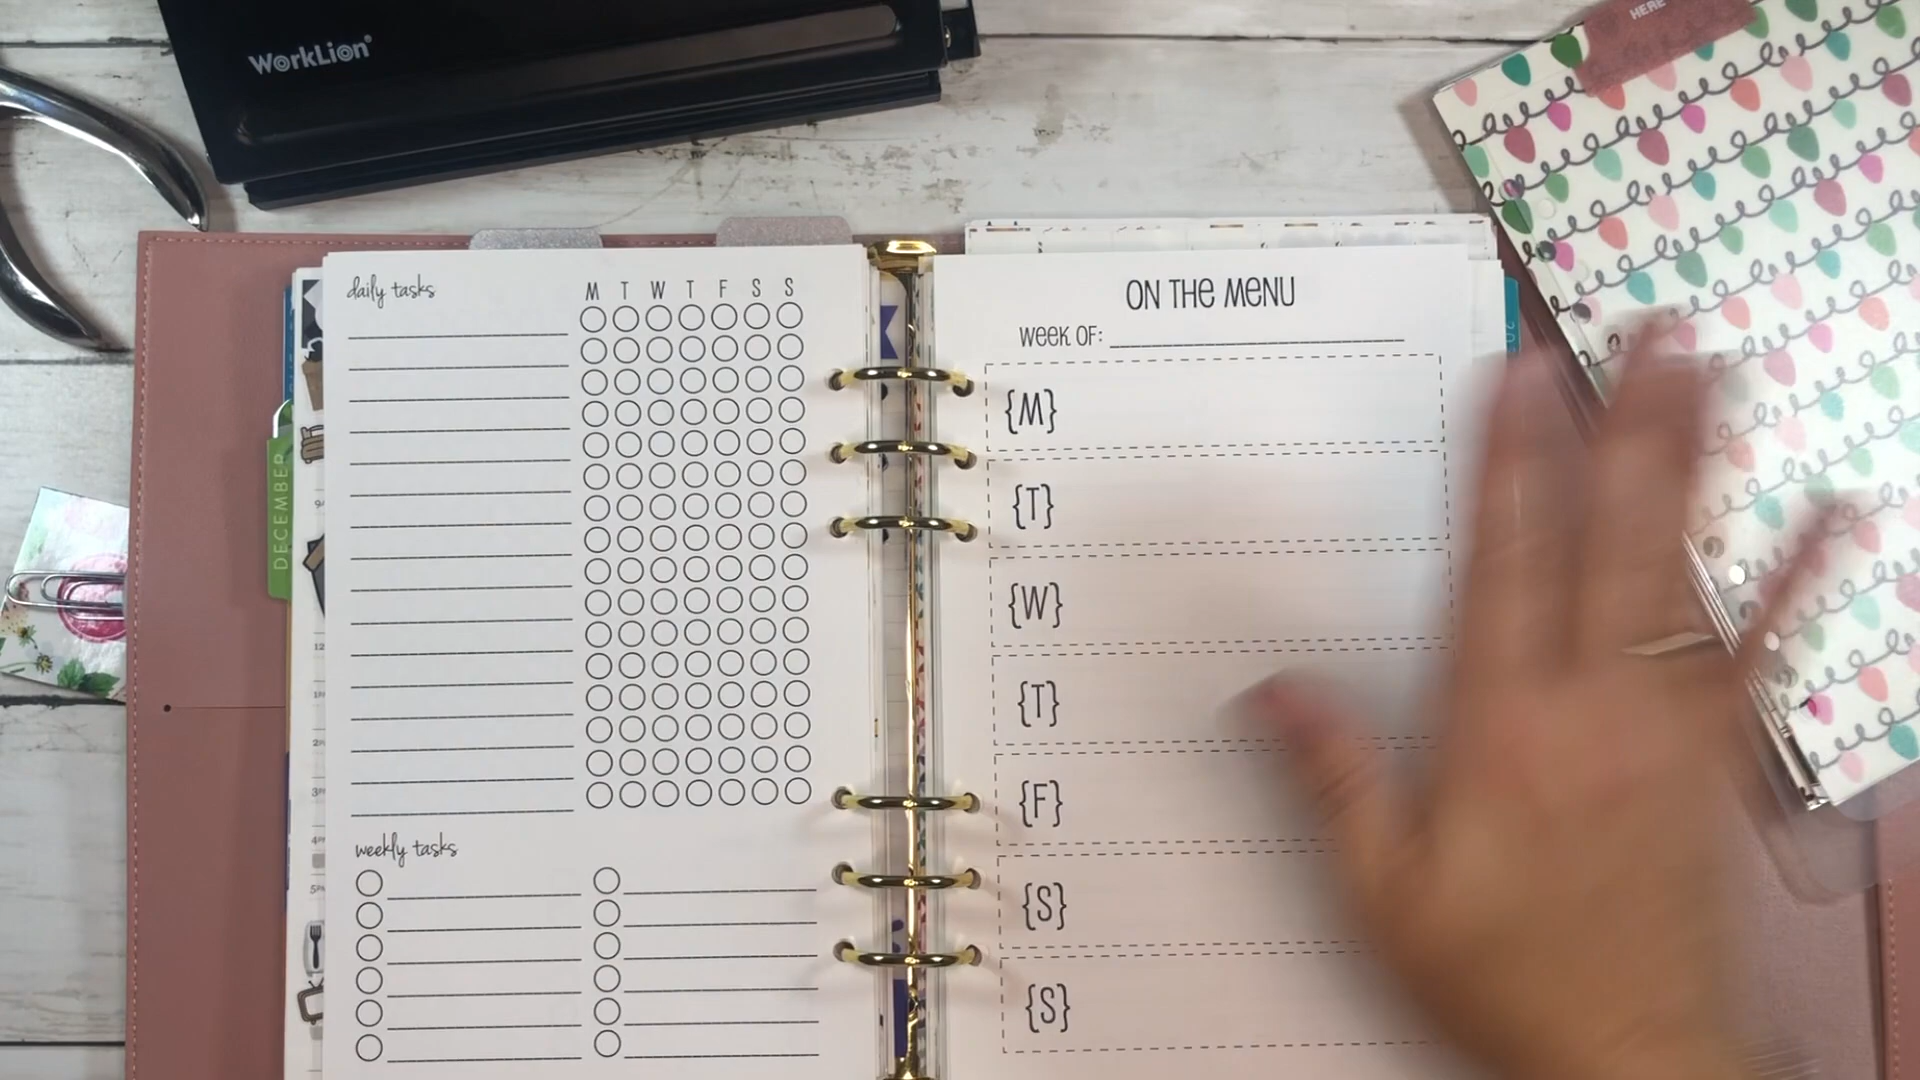 WORKLION®
HERE
daily tasks
M T W T F S S
weekly tasks
ON THE MENU
WEEK OF:
{M}
{T}
{W}
{T}
{F}
{S}
{S}
DECEMBER